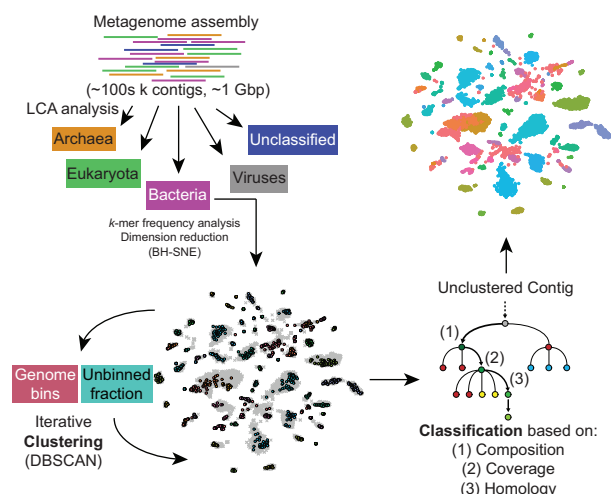 Metagenome assembly
(~100s k contigs, ~1 Gbp)
LCA analysis
Archaea
Unclassified
Eukaryota
Viruses
Bacteria
k-mer frequency analysis
Dimension reduction
(BH-SNE)
Unclustered Contig
(1)
(2)
(3)
Genome
bins
Unbinned
fraction
Iterative
Clustering
(DBSCAN)
Classification based on:
(1) Composition
(2) Coverage
(3) Homology